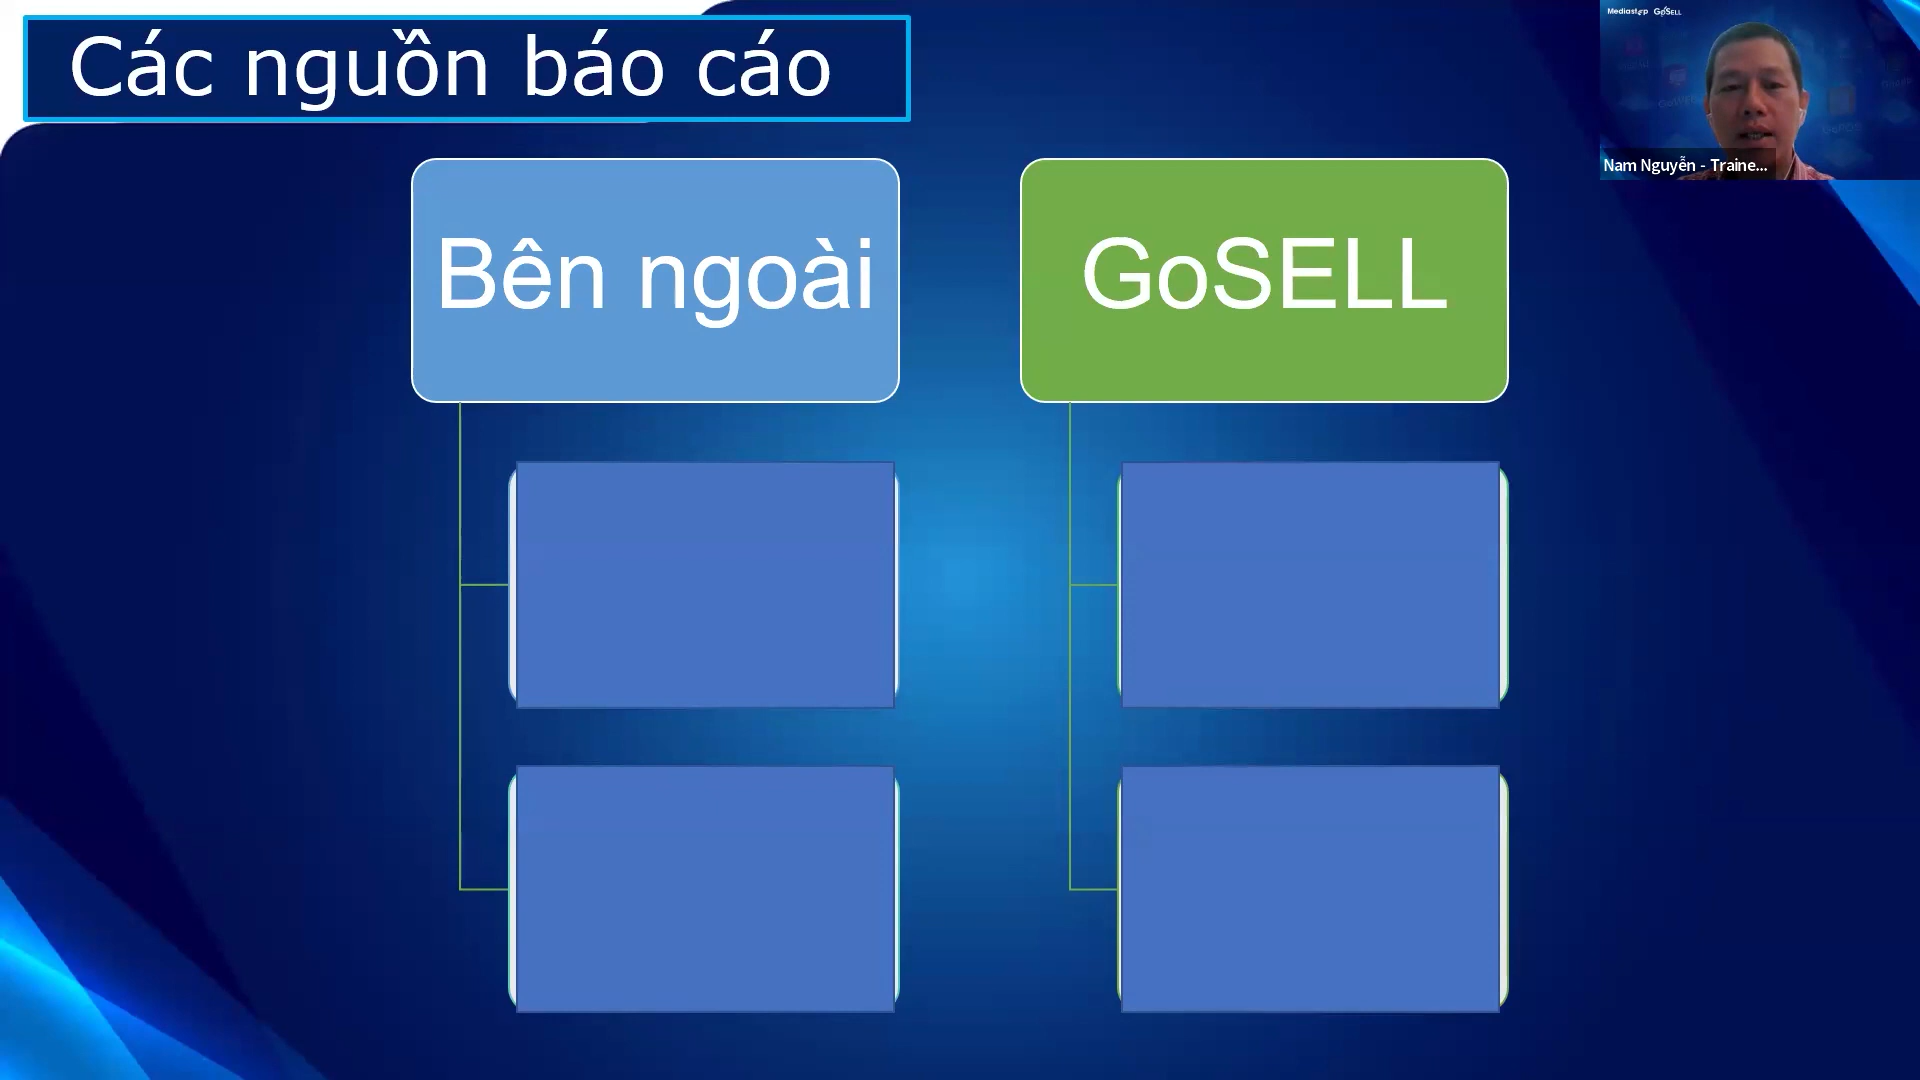 Các nguồn báo cáo
Mediastep GoSELL
Nam Nguyễn - Traine...
Bên ngoài
GoSELL